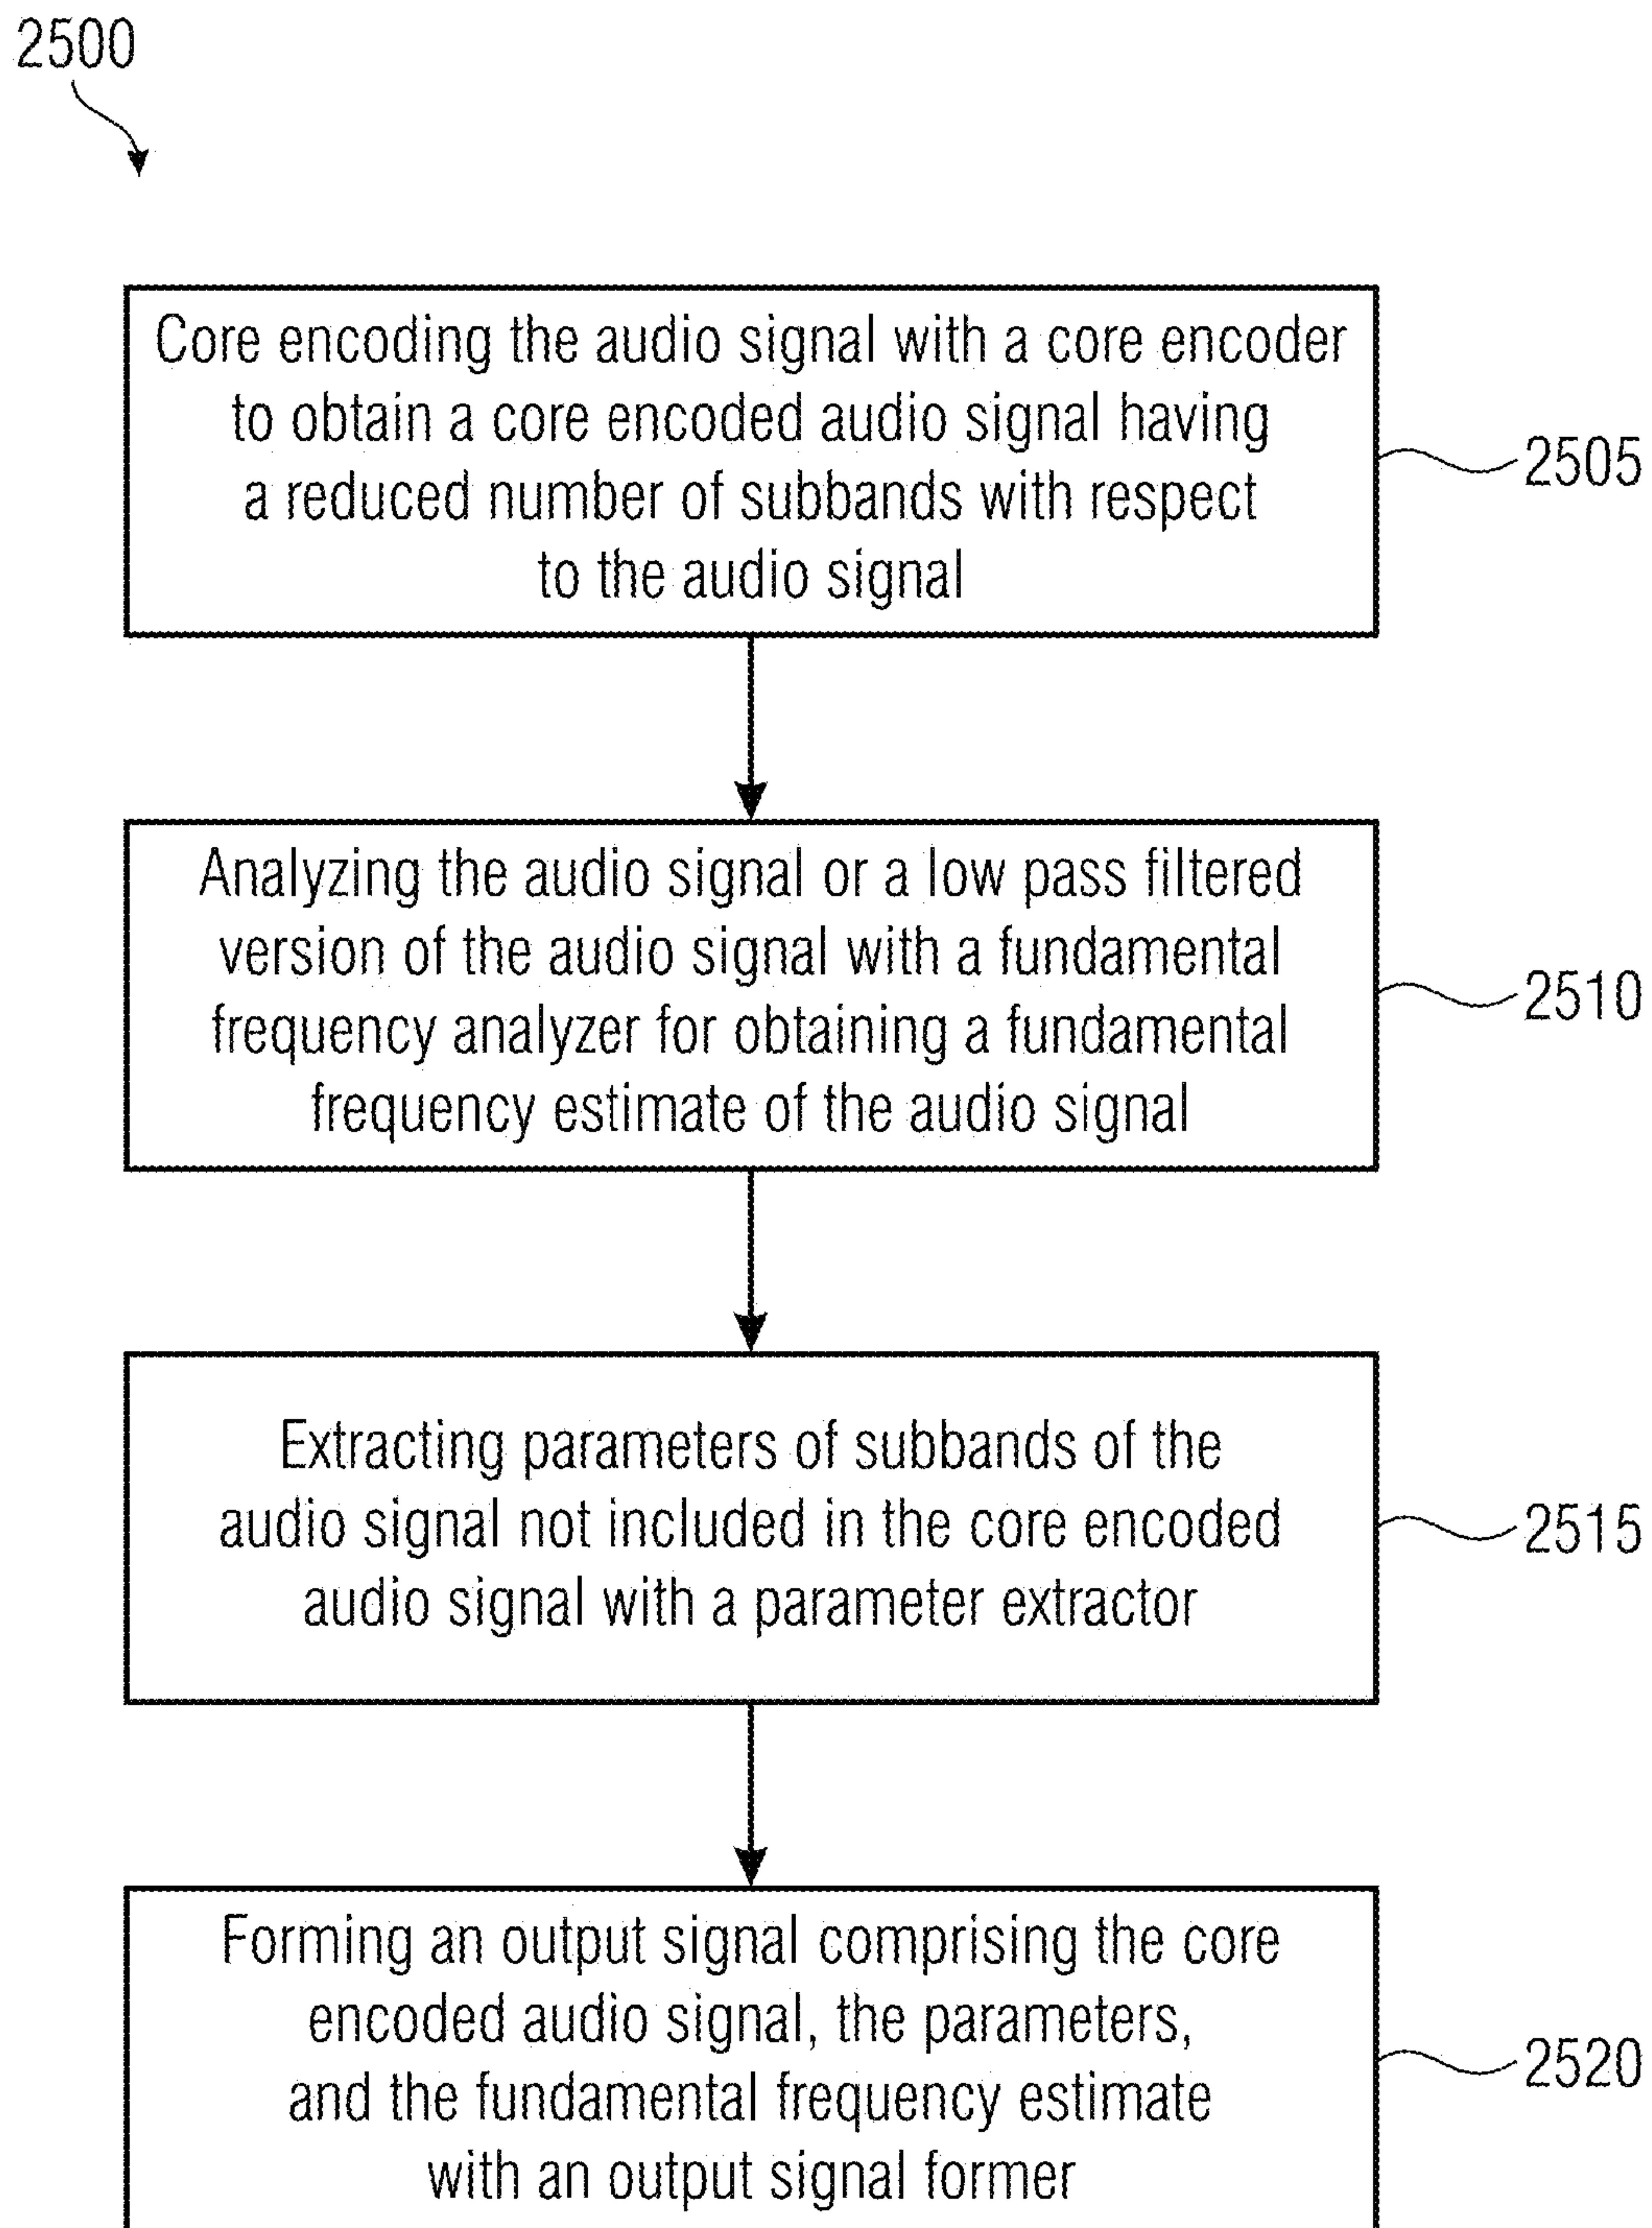 2500
Core encoding the audio signal with a core encoder
to obtain a core encoded audio signal having
a reduced number of subbands with respect
to the audio signal
2505
Analyzing the audio signal or a low pass filtered
version of the audio signal with a fundamental
frequency analyzer for obtaining a fundamental
frequency estimate of the audio signal
2510
Extracting parameters of subbands of the
audio signal not included in the core encoded
audio signal with a parameter extractor
2515
Forming an output signal comprising the core
encoded audio signal, the parameters,
and the fundamental frequency estimate
with an output signal former
2520